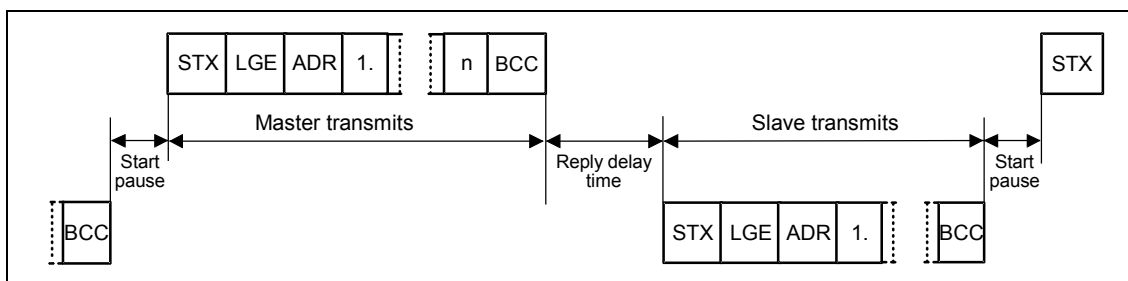 STX LGE ADR 1. n BCC STX
Master transmits Slave transmits
Start pause Reply delay time Start pause
BCC STX LGE ADR 1. BCC